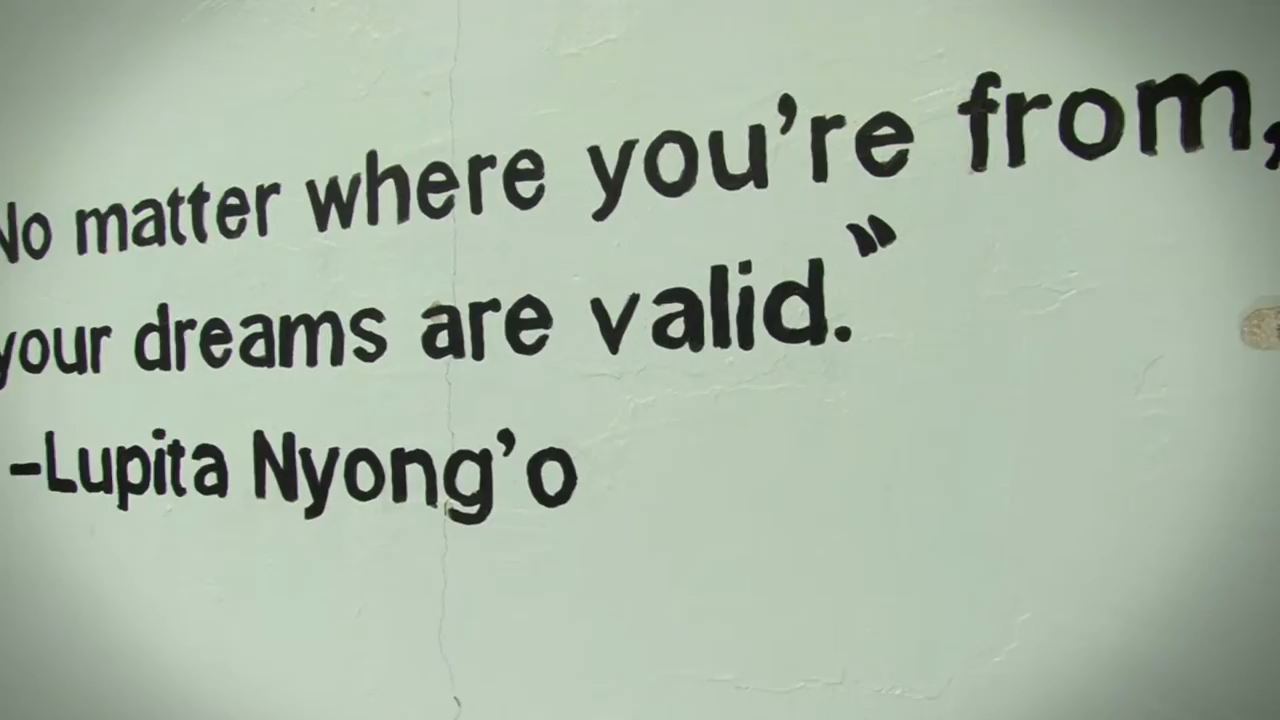 No matter where you're from,
your dreams are valid.”
-Lupita Nyong'o